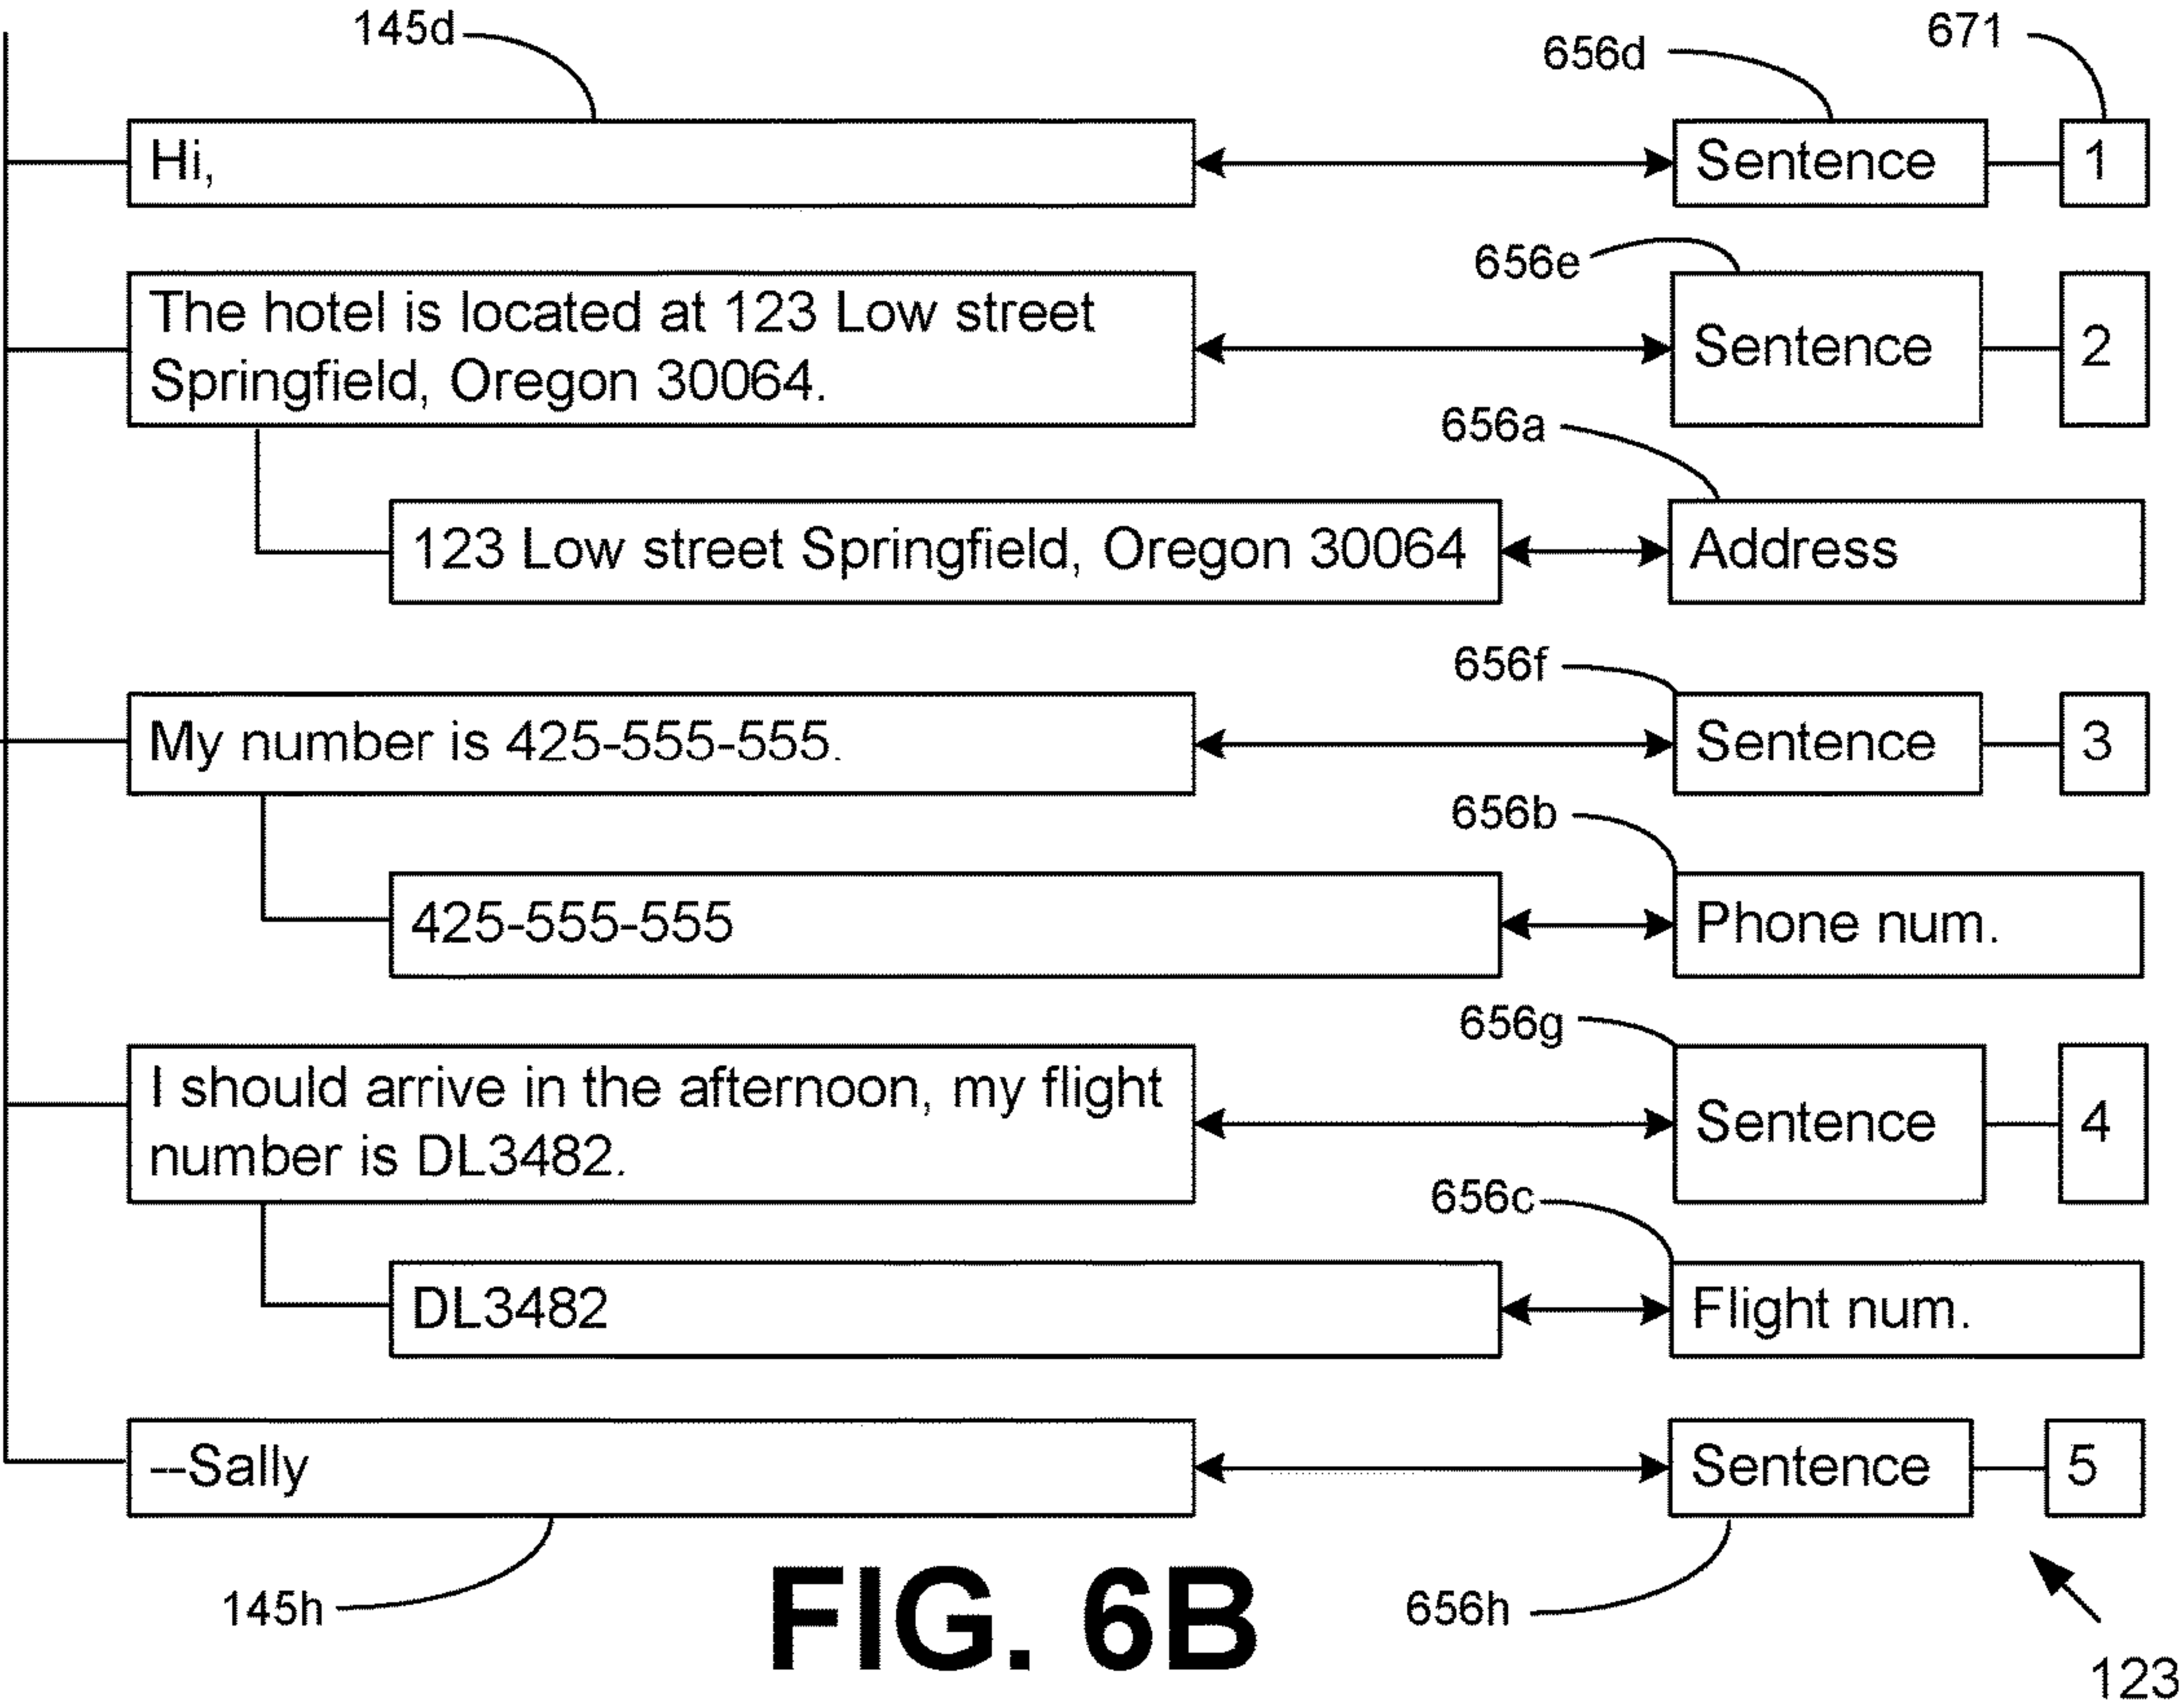 145d
656d
671
Hi,
Sentence
1
656e
The hotel is located at 123 Low street
Springfield, Oregon 30064.
Sentence
2
656a
123 Low street Springfield, Oregon 30064
Address
656f
My number is 425-555-555.
Sentence
3
656b
425-555-555
Phone num.
656g
I should arrive in the afternoon, my flight
number is DL3482.
Sentence
4
656c
DL3482
Flight num.
--Sally
Sentence
5
145h
FIG. 6B
656h
123